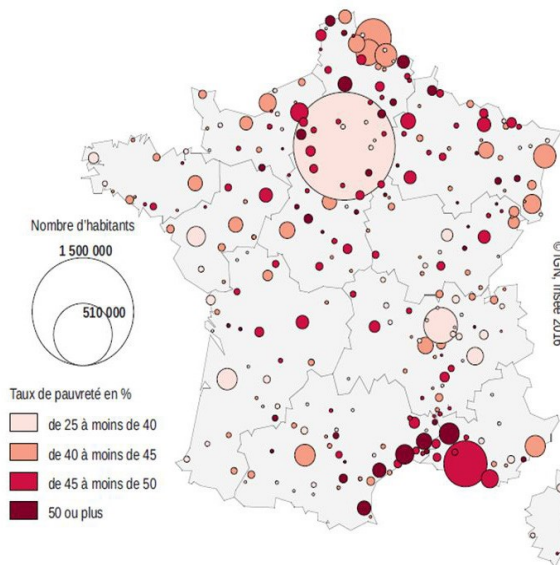 Nombre d'habitants
1 500 000
510 000
Taux de pauvreté en %
de 25 à moins de 40
de 40 à moins de 45
de 45 à moins de 50
50 ou plus
© IGN, Insee 2016